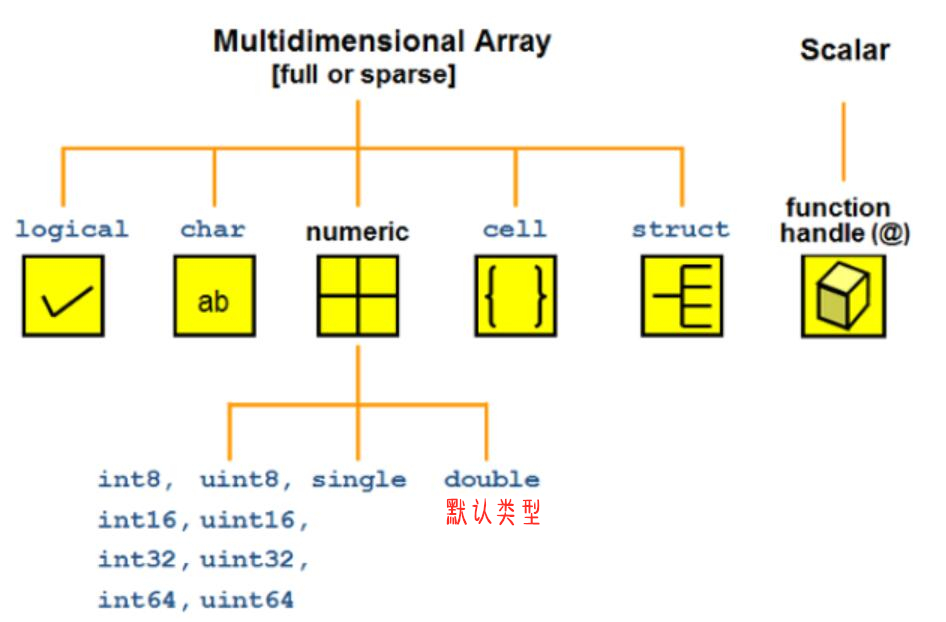 Multidimensional Array
[full or sparse]
Scalar
logical
char
numeric
cell
struct
function
handle (@)
ab
{ }
int8, uint8, single double
默认类型
int16, uint16,
int32, uint32,
int64, uint64